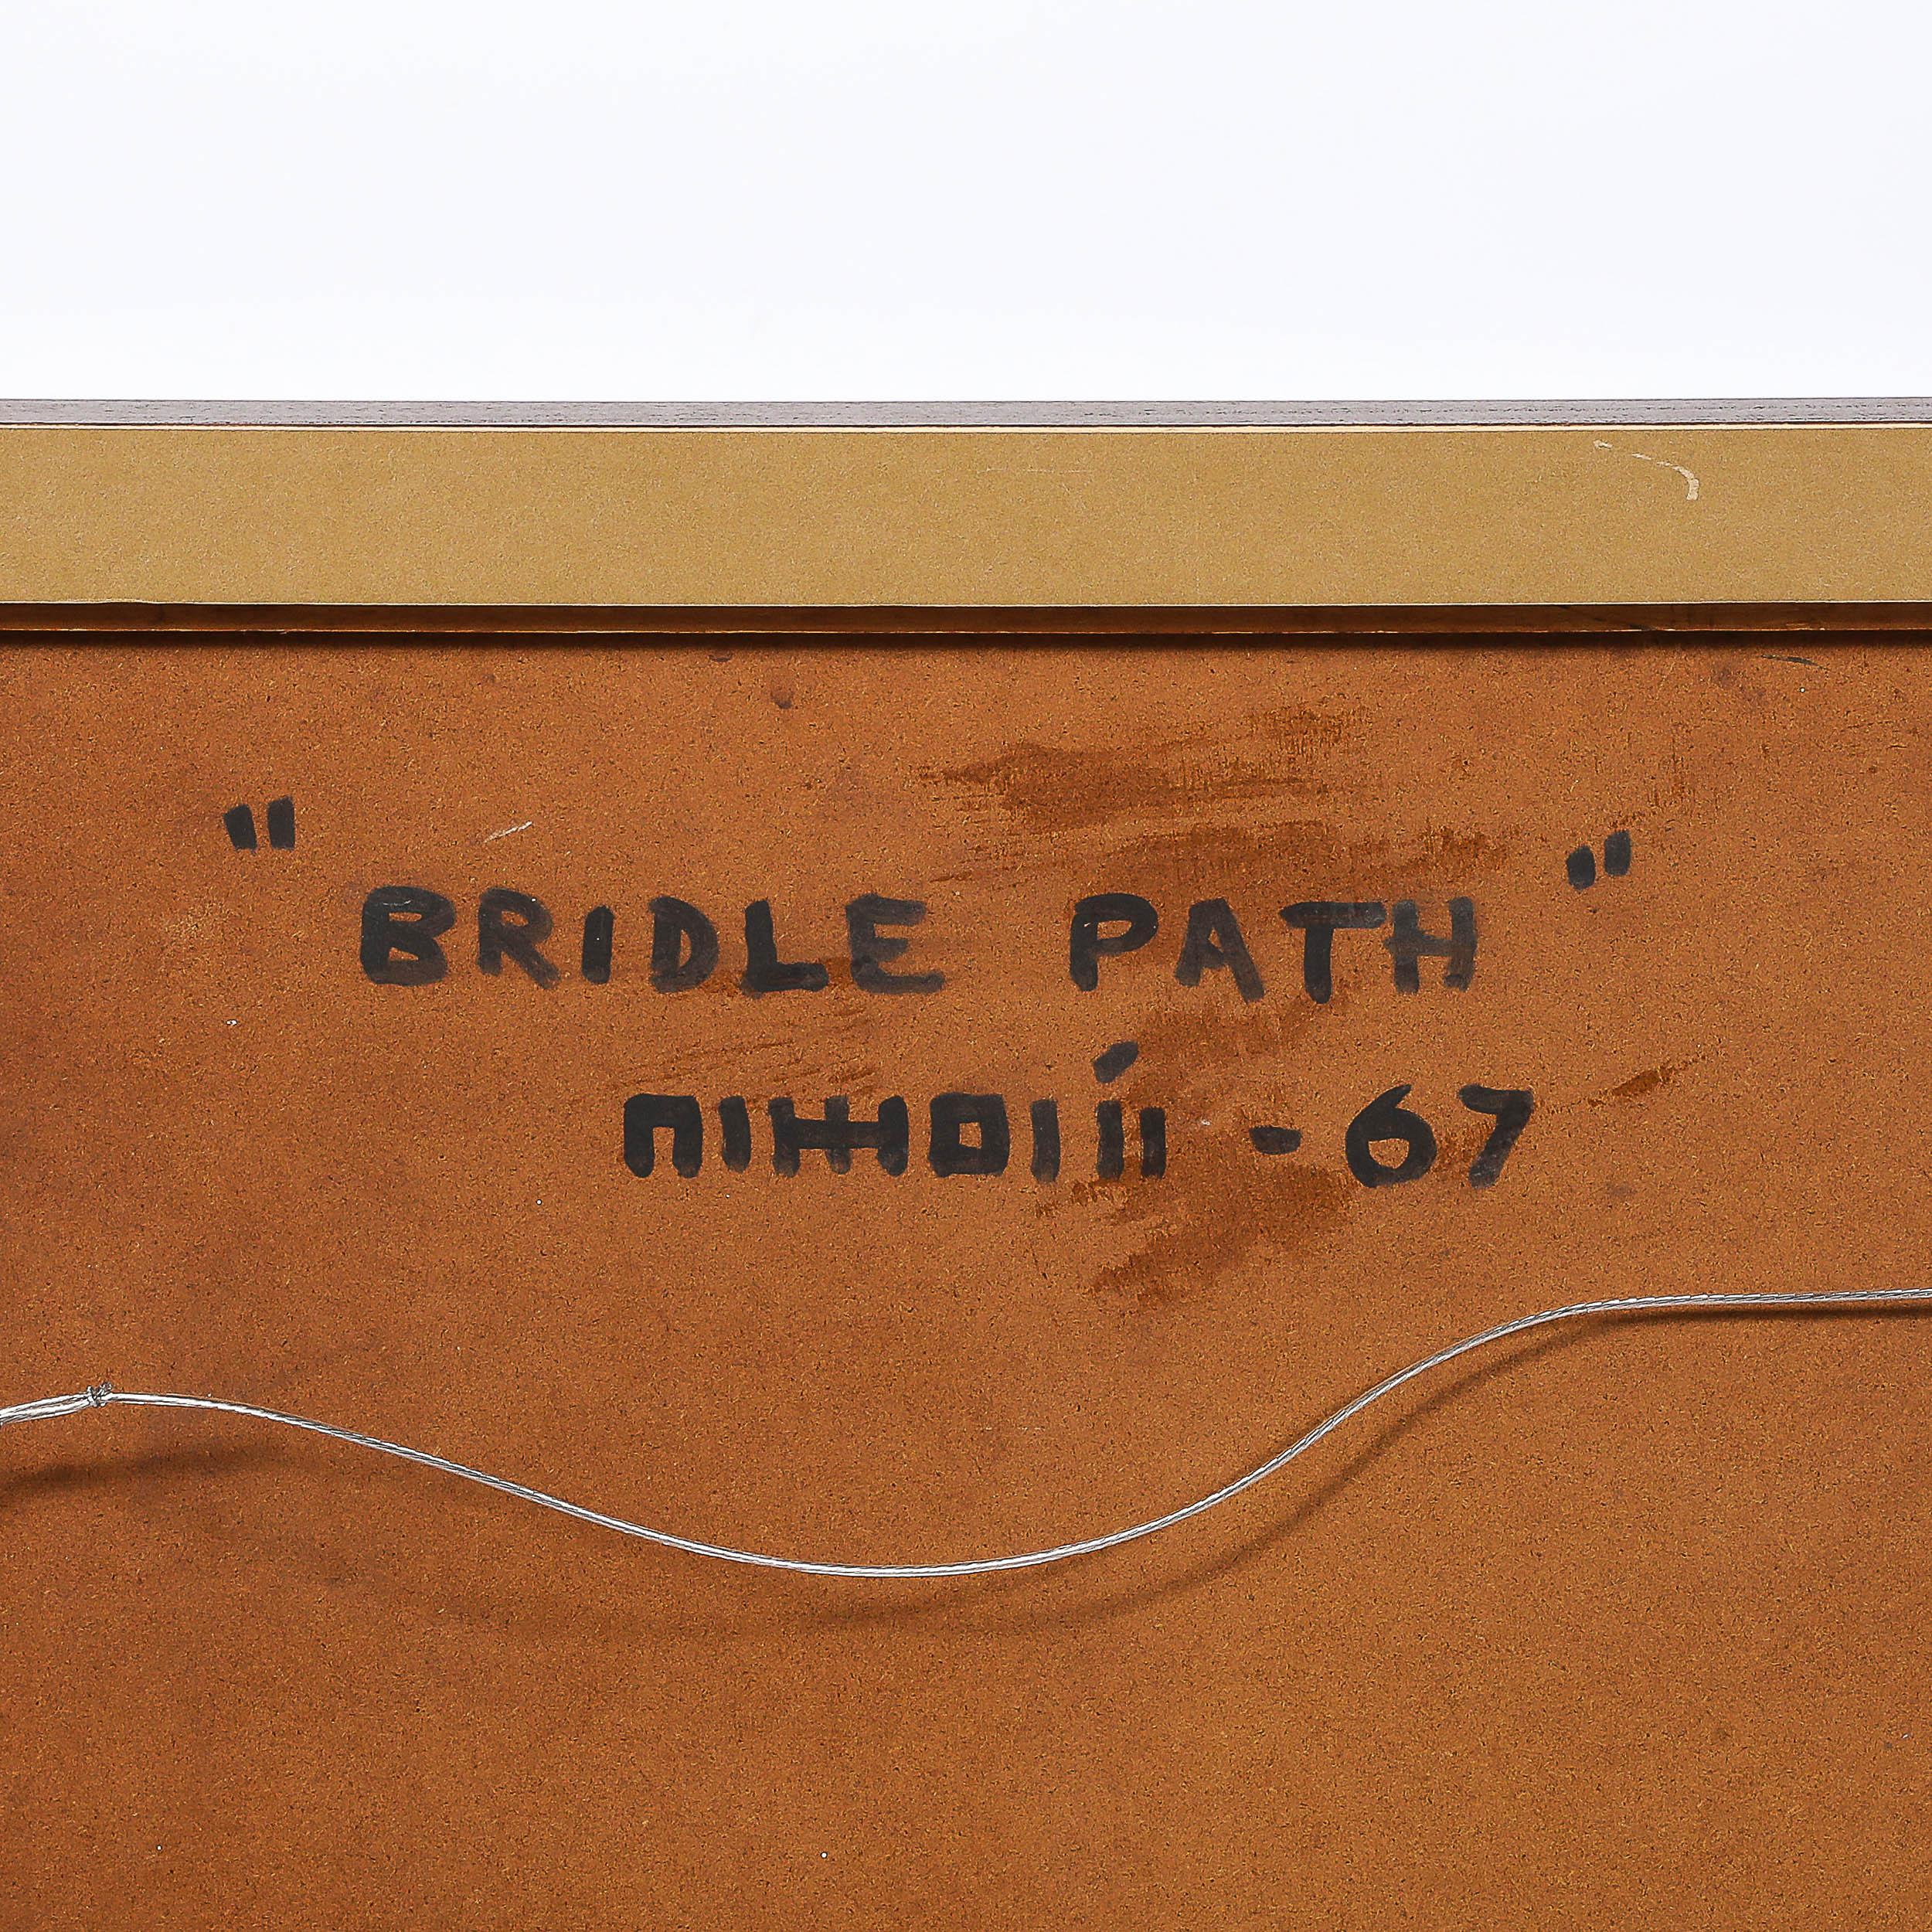 "BRIDLE PATH"
- 67